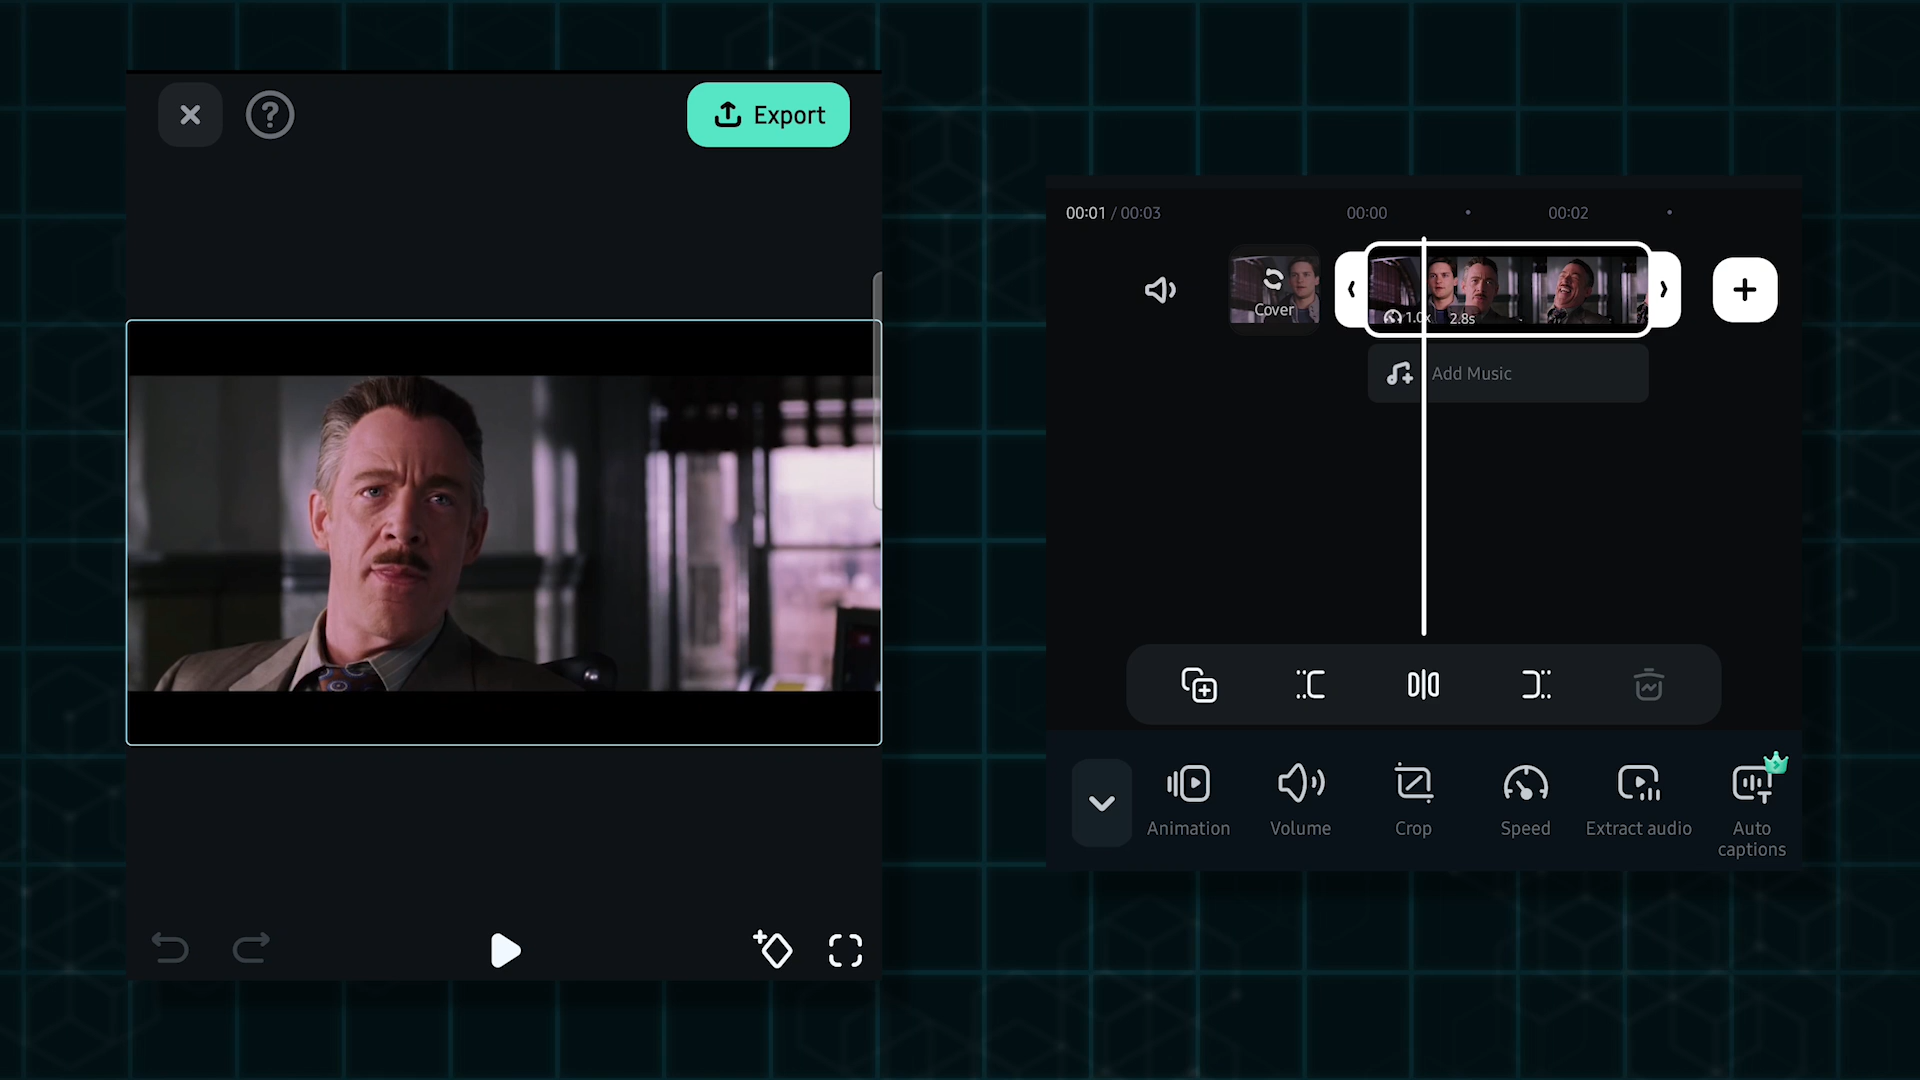 Export
00:01 / 00:03
00:00
00:02
Cover
1.0x
2.8s
Add Music
Animation
Volume
Crop
Speed
Extract audio
Auto
captions